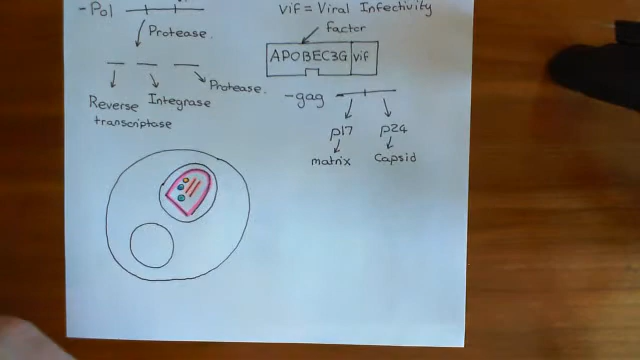 - Pol
Protease.
Reverse transcriptase
Integrase
Protease.
Vif = Viral Infectivity
factor
APOBEC3G Vif
- gag
p17
matrix
p24
Capsid